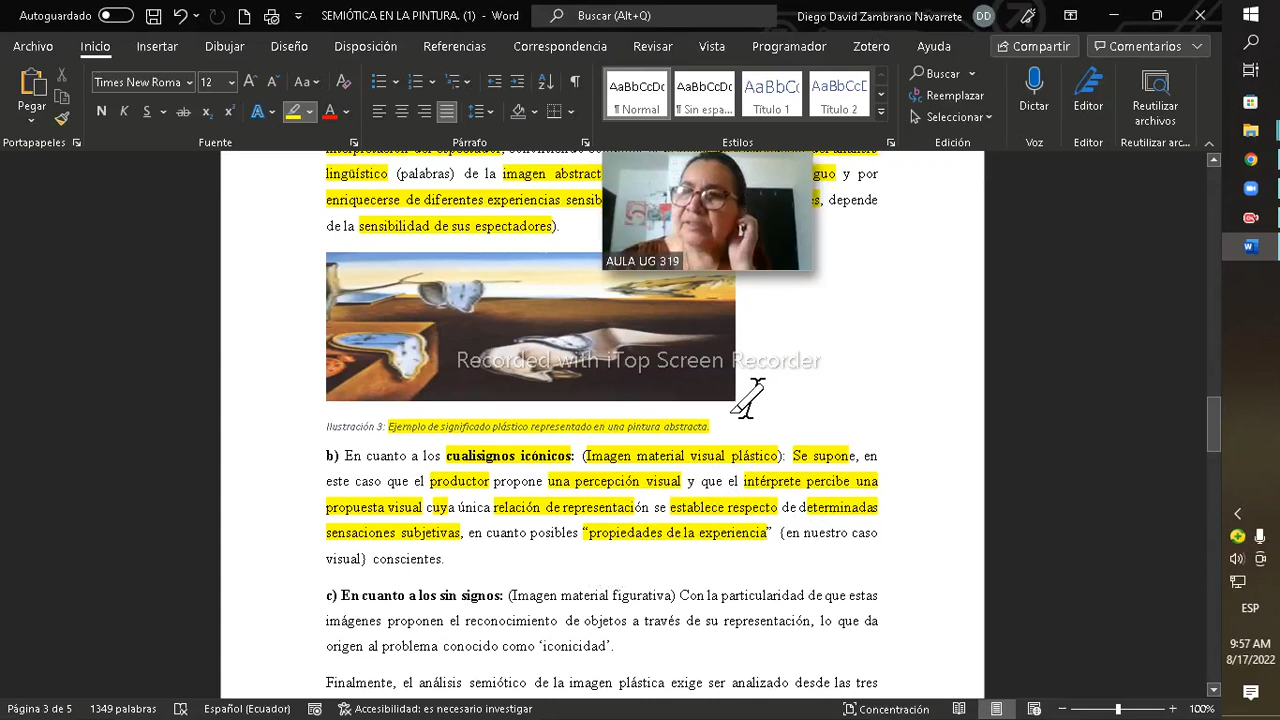 Autoguardado
SEMIÓTICA EN LA PINTURA. (1) - Word
Buscar (Alt+Q)
Diego David Zambrano Navarrete
DD
Archivo Inicio Insertar Dibujar Diseño Disposición Referencias Correspondencia Revisar Vista Programador Zotero Ayuda
Compartir
Comentarios
Pegar
Times New Roma
12
Aa
N K S ab x₂ x² A A
AaBbCcDc
¶ Normal
AaBbCcDc
¶ Sin espa...
AaBbCc
Título 1
AaBbCcD
Título 2
Buscar
Reemplazar
Seleccionar
Dictar
Editor
Reutilizar
archivos
Portapapeles
Fuente
Párrafo
Estilos
Edición
Voz
Editor
Reutilizar arc...
lingüístico (palabras) de la imagen abstract guo y por
enriquecerse de diferentes experiencias sensib es, depende
de la sensibilidad de sus espectadores).
AULA UG 319
Recorded with iTop Screen Recorder
Ilustración 3: Ejemplo de significado plástico representado en una pintura abstracta.
b) En cuanto a los cualisignos icónicos: (Imagen material visual plástico): Se supone, en
este caso que el productor propone una percepción visual y que el intérprete percibe una
propuesta visual cuya única relación de representación se establece respecto de determinadas
sensaciones subjetivas, en cuanto posibles “propiedades de la experiencia” {en nuestro caso
visual} conscientes.
c) En cuanto a los sin signos: (Imagen material figurativa) Con la particularidad de que estas
imágenes proponen el reconocimiento de objetos a través de su representación, lo que da
origen al problema conocido como ‘iconicidad’.
Finalmente, el análisis semiótico de la imagen plástica exige ser analizado desde las tres
Página 3 de 5
1349 palabras
Español (Ecuador)
Accesibilidad: es necesario investigar
Concentración
100%
ESP
9:57 AM
8/17/2022